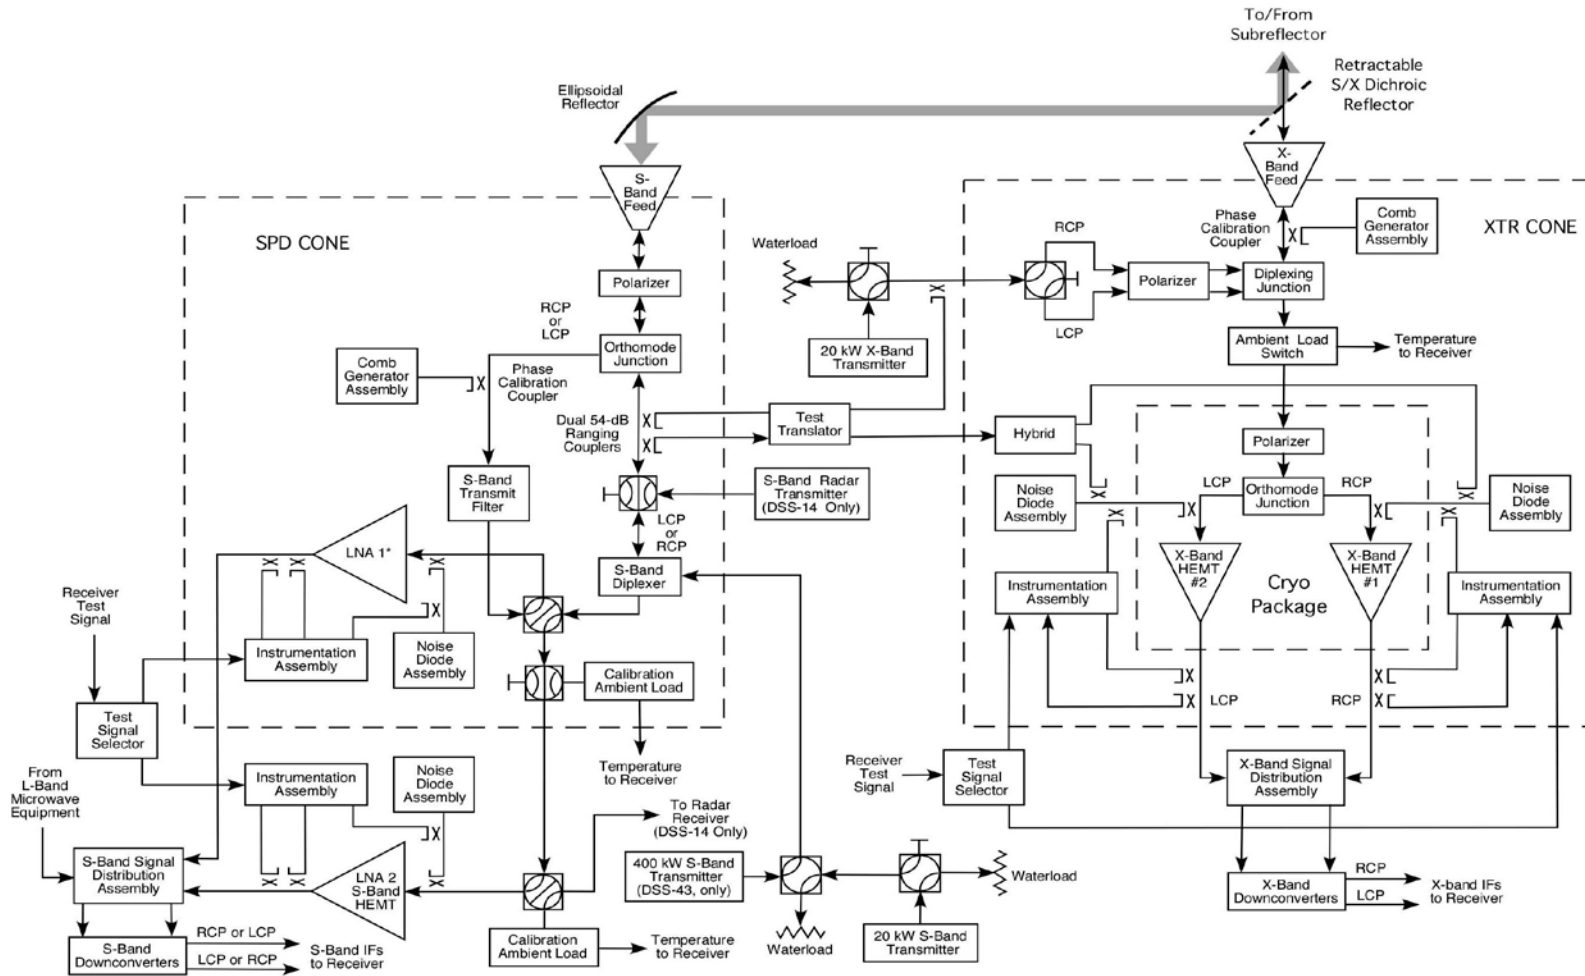 To/From
Subreflector
Retractable
S/X Dichroic
Reflector
Ellipsoidal
Reflector
S-
Band
Feed
X-
Band
Feed
SPD CONE
XTR CONE
Phase
Calibration
Coupler
Comb
Generator
Assembly
Waterload
RCP
LCP
Polarizer
Diplexing
Junction
Polarizer
RCP
or
LCP
Orthomode
Junction
20 kW X-Band
Transmitter
Ambient Load
Switch
Temperature
to Receiver
Comb
Generator
Assembly
Phase
Calibration
Coupler
Dual 54-dB
Ranging
Couplers
Test
Translator
Hybrid
Polarizer
S-Band
Transmit
Filter
S-Band Radar
Transmitter
(DSS-14 Only)
Noise
Diode
Assembly
LCP
Orthomode
Junction
RCP
Noise
Diode
Assembly
LCP
or
RCP
LNA 1*
S-Band
Diplexer
X-Band
HEMT
#2
X-Band
HEMT
#1
Cryo
Package
Instrumentation
Assembly
Instrumentation
Assembly
Receiver
Test
Signal
Instrumentation
Assembly
Noise
Diode
Assembly
Calibration
Ambient Load
LCP
RCP
Test
Signal
Selector
Temperature
to Receiver
Receiver
Test
Signal
Test
Signal
Selector
X-Band Signal
Distribution
Assembly
From
L-Band
Microwave
Equipment
Instrumentation
Assembly
Noise
Diode
Assembly
To Radar
Receiver
(DSS-14 Only)
S-Band Signal
Distribution
Assembly
LNA 2
S-Band
HEMT
400 kW S-Band
Transmitter
(DSS-43, only)
Waterload
X-Band
Downconverters
RCP
LCP
X-band IFs
to Receiver
S-Band
Downconverters
RCP or LCP
LCP or RCP
S-Band IFs
to Receiver
Calibration
Ambient Load
Temperature
to Receiver
Waterload
20 kW S-Band
Transmitter